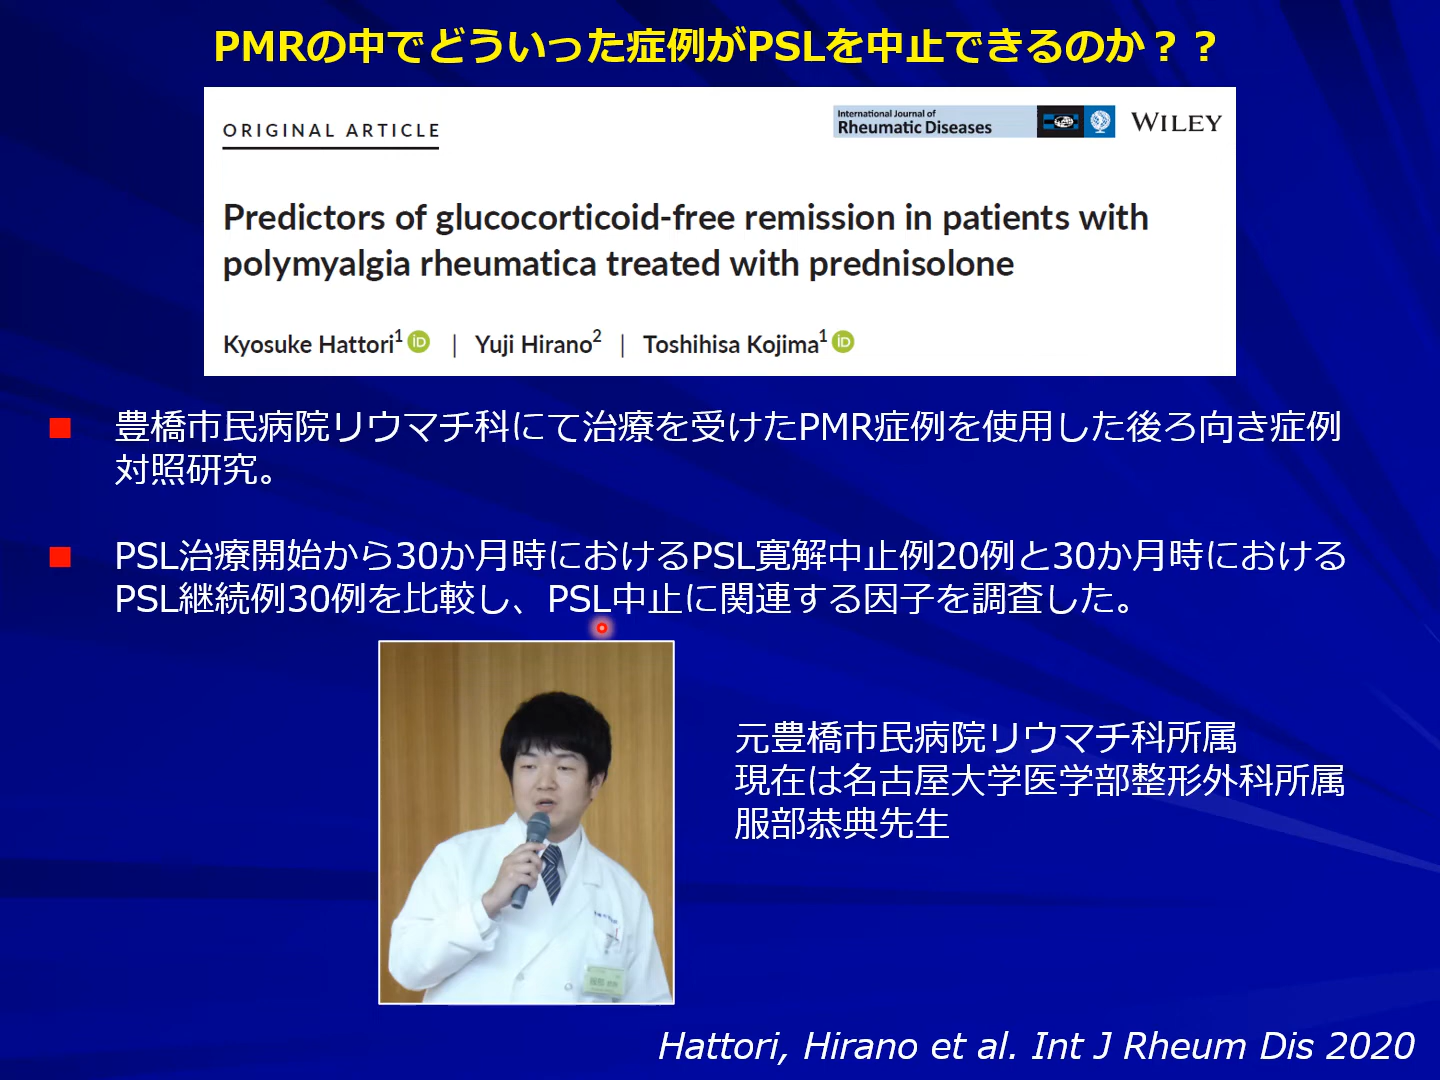 PMRの中でどういった症例がPSLを中止できるのか？？
ORIGINAL ARTICLE
International Journal of
Rheumatic Diseases
WILEY
Predictors of glucocorticoid-free remission in patients with
polymyalgia rheumatica treated with prednisolone
Kyosuke Hattori1 iD | Yuji Hirano2 | Toshihisa Kojima1 iD
■ 豊橋市民病院リウマチ科にて治療を受けたPMR症例を使用した後ろ向き症例
対照研究。
■ PSL治療開始から30か月時におけるPSL寛解中止例20例と30か月時における
PSL継続例30例を比較し、PSL中止に関連する因子を調査した。
元豊橋市民病院リウマチ科所属
現在は名古屋大学医学部整形外科所属
服部恭典先生
Hattori, Hirano et al. Int J Rheum Dis 2020